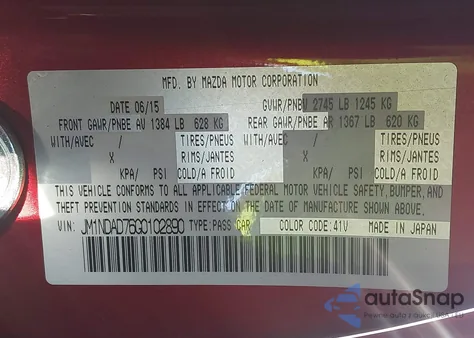 MFD. BY MAZDA MOTOR CORPORATION
DATE 06/15 GVWR/PNBV 2745 LB 1245 KG
FRONT GAWR/PNBE AV 1384 LB 628 KG REAR GAWR/PNBE AR 1367 LB 620 KG
WITH/AVEC / TIRES/PNEUS WITH/AVEC / TIRES/PNEUS
X RIMS/JANTES X RIMS/JANTES
KPA/ PSI COLD/A FROID KPA/ PSI COLD/A FROID
THIS VEHICLE CONFORMS TO ALL APPLICABLE FEDERAL MOTOR VEHICLE SAFETY, BUMPER, AND
THEFT PREVENTION STANDARDS IN EFFECT ON THE DATE OF MANUFACTURE SHOWN ABOVE.
VIN: JM1NDAD76G0102890 TYPE: PASS CAR COLOR CODE: 41V MADE IN JAPAN
autoSnap